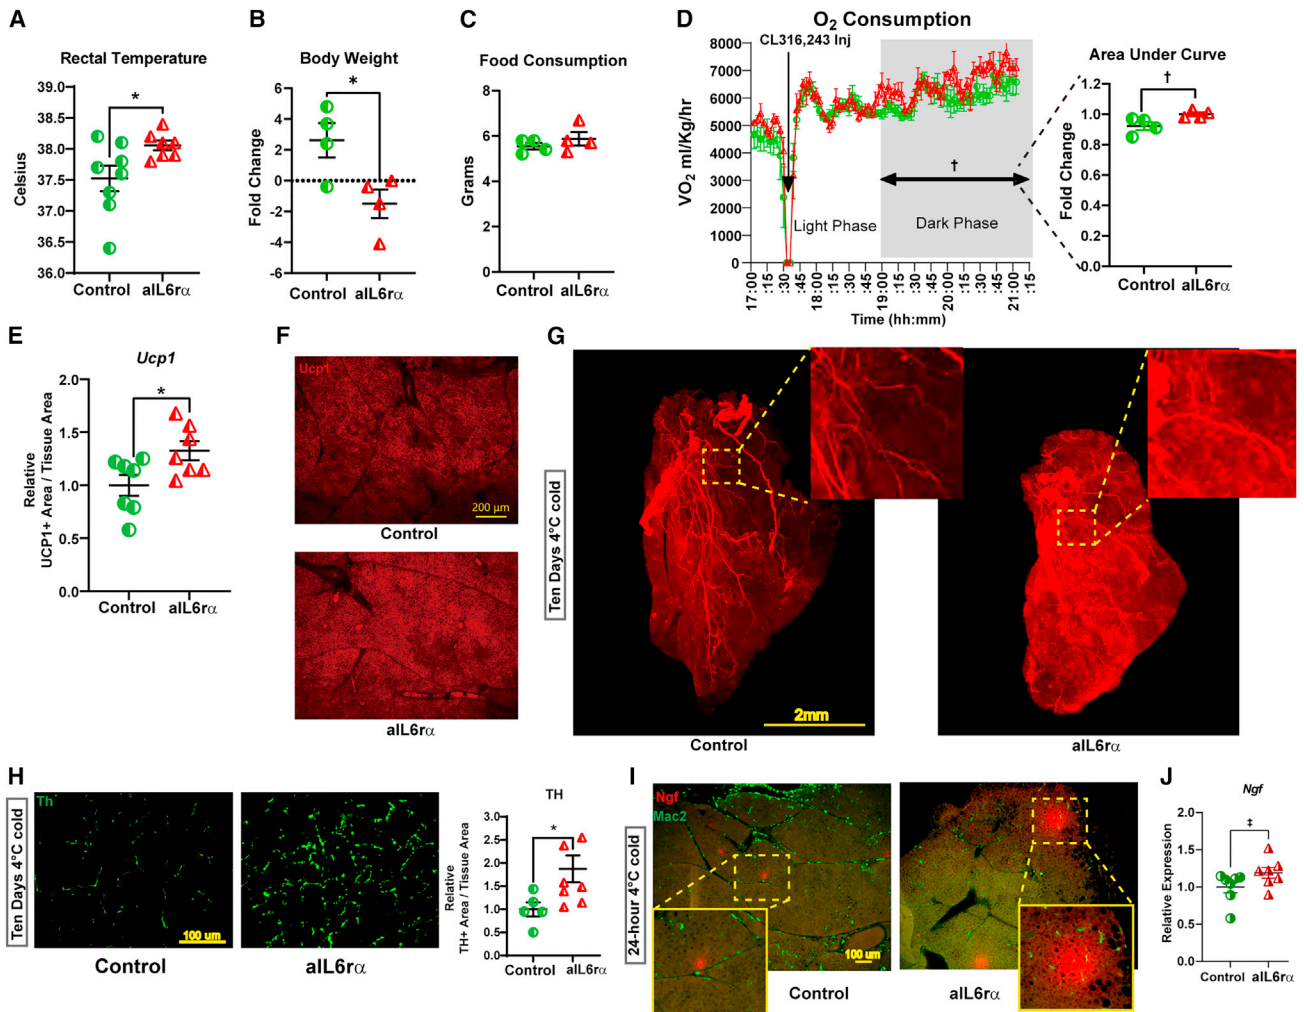 A
Rectal Temperature
Celsius
39.0
38.5
38.0
37.5
37.0
36.5
36.0
*
Control aIL6rα
B
Body Weight
Fold Change
6
4
2
0
-2
-4
-6
*
Control aIL6rα
C
Food Consumption
Grams
8
6
4
2
0
Control aIL6rα
D
O2 Consumption
CL316,243 Inj
VO2 ml/Kg/hr
8000
7000
6000
5000
4000
3000
2000
1000
0
†
Light Phase
Dark Phase
17:00 :15 :30 :45 18:00 :15 :30 :45 19:00 :15 :30 :45 20:00 :15 :30 :45 21:00 :15
Time (hh:mm)
Area Under Curve
Fold Change
1.2
1.0
0.8
0.6
0.4
0.2
0.0
†
Control aIL6rα
E
Ucp1
Relative
UCP1+ Area / Tissue Area
2.0
1.5
1.0
0.5
0.0
*
Control aIL6rα
F
Ucp1
200 µm
Control
aIL6rα
G
Ten Days 4°C cold
2mm
Control
aIL6rα
H
Ten Days 4°C cold
Th
100 um
Control
aIL6rα
TH
Relative
TH+ Area / Tissue Area
3.0
2.5
2.0
1.5
1.0
0.5
0.0
*
Control aIL6rα
I
24-hour 4°C cold
Ngf
Mac2
100 um
Control
aIL6rα
J
Ngf
Relative Expression
2.0
1.5
1.0
0.5
0.0
‡
Control aIL6rα